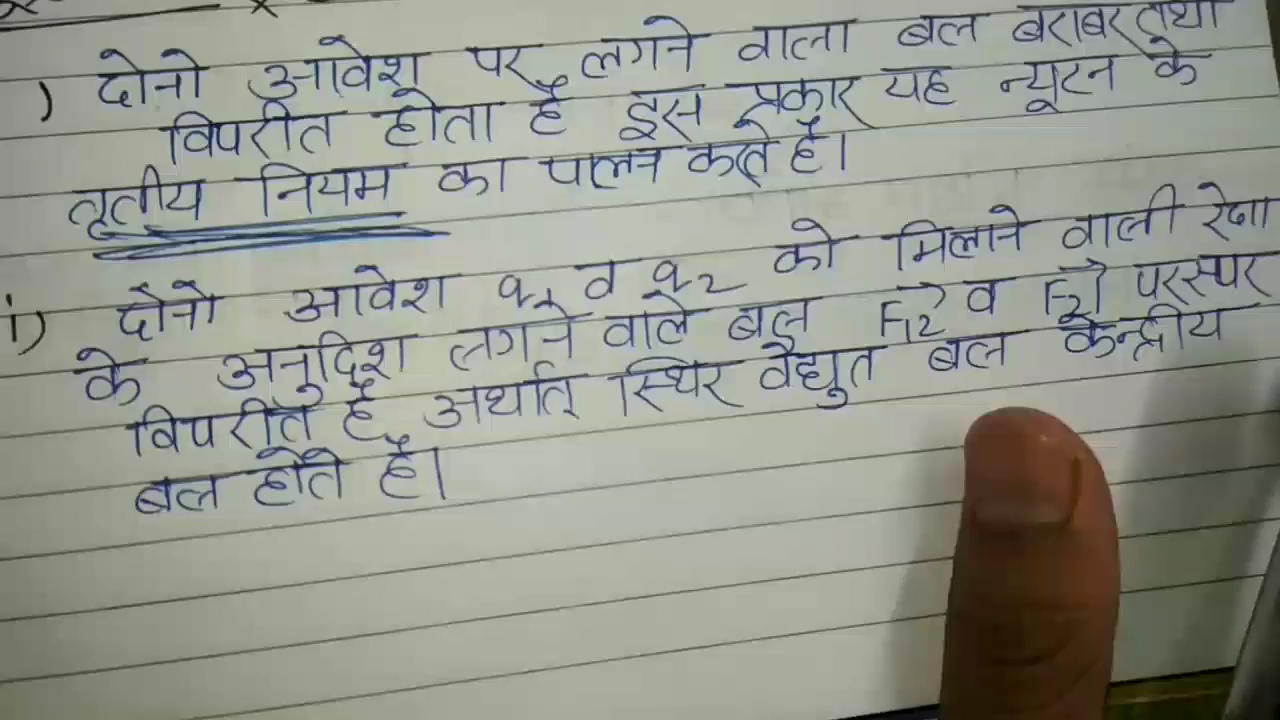 ) दोनो आवेश पर लगने वाला बल बराबर तथा
विपरीत होता है इस प्रकार यह न्यूटन के
तृतीय नियम का पालन करते है।
i) दोनो आवेश q1 व q2 को मिलाने वाली रेखा
के अनुदिश लगने वाले बल F12 व F21 परस्पर
विपरीत है अर्थात स्थिर वैद्युत बल केन्द्रीय
बल होते है।